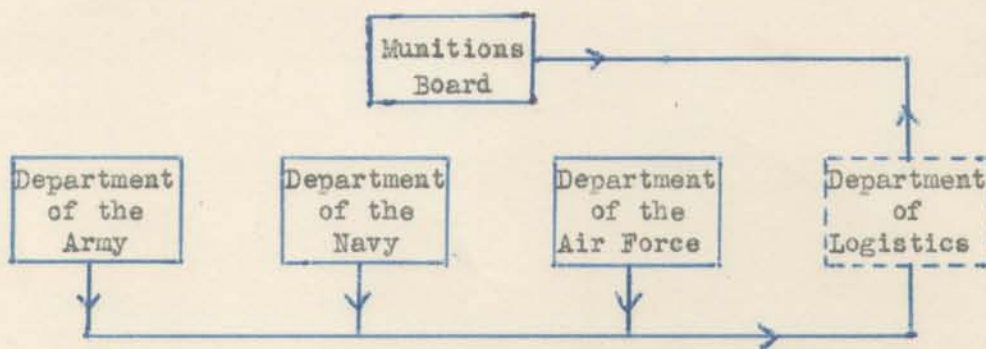 Munitions
Board
Department
of the
Army
Department
of the
Navy
Department
of the
Air Force
Department
of
Logistics